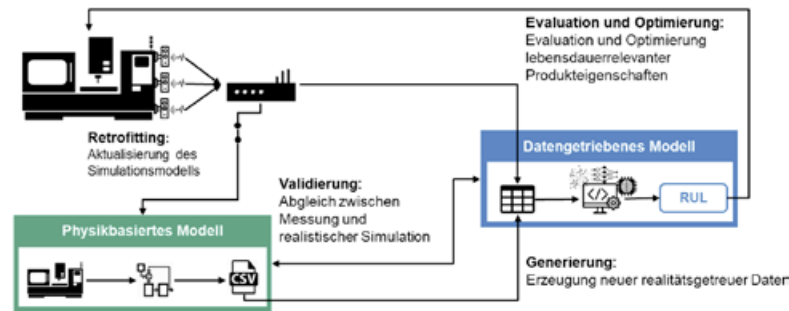 Evaluation und Optimierung:
Evaluation und Optimierung
lebensdauerrelevanter
Produkteigenschaften
Retrofitting:
Aktualisierung des
Simulationsmodells
Datengetriebenes Modell
</>
RUL
Validierung:
Abgleich zwischen
Messung und
realistischer Simulation
Physikbasiertes Modell
CSV
Generierung:
Erzeugung neuer realitätsgetreuer Daten